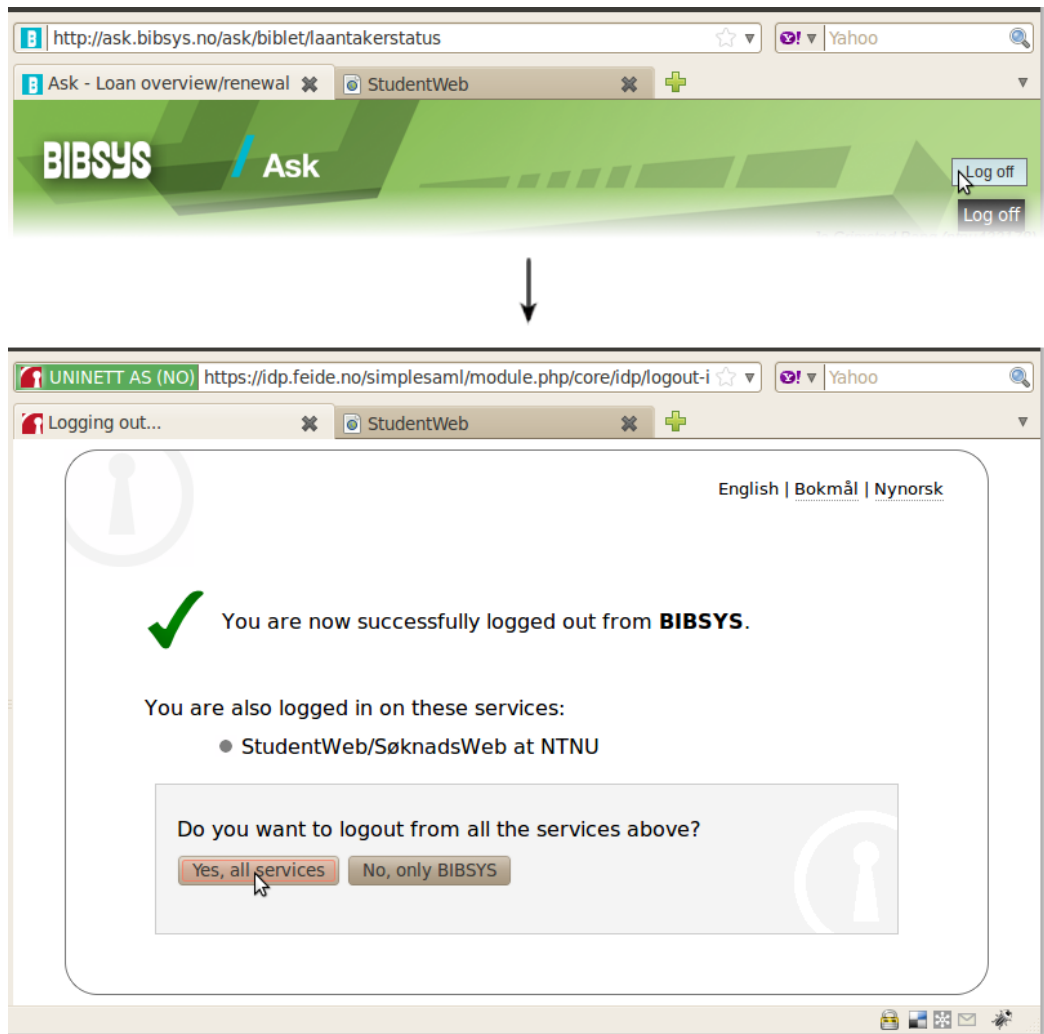 http://ask.bibsys.no/ask/biblet/laantakerstatus Yahoo
Ask - Loan overview/renewal StudentWeb
BIBSYS / Ask
Log off
Log off
UNINETT AS (NO) https://idp.feide.no/simplesaml/module.php/core/idp/logout-i Yahoo
Logging out... StudentWeb
English | Bokmål | Nynorsk
You are now successfully logged out from BIBSYS.
You are also logged in on these services:
StudentWeb/SøknadsWeb at NTNU
Do you want to logout from all the services above?
Yes, all services No, only BIBSYS